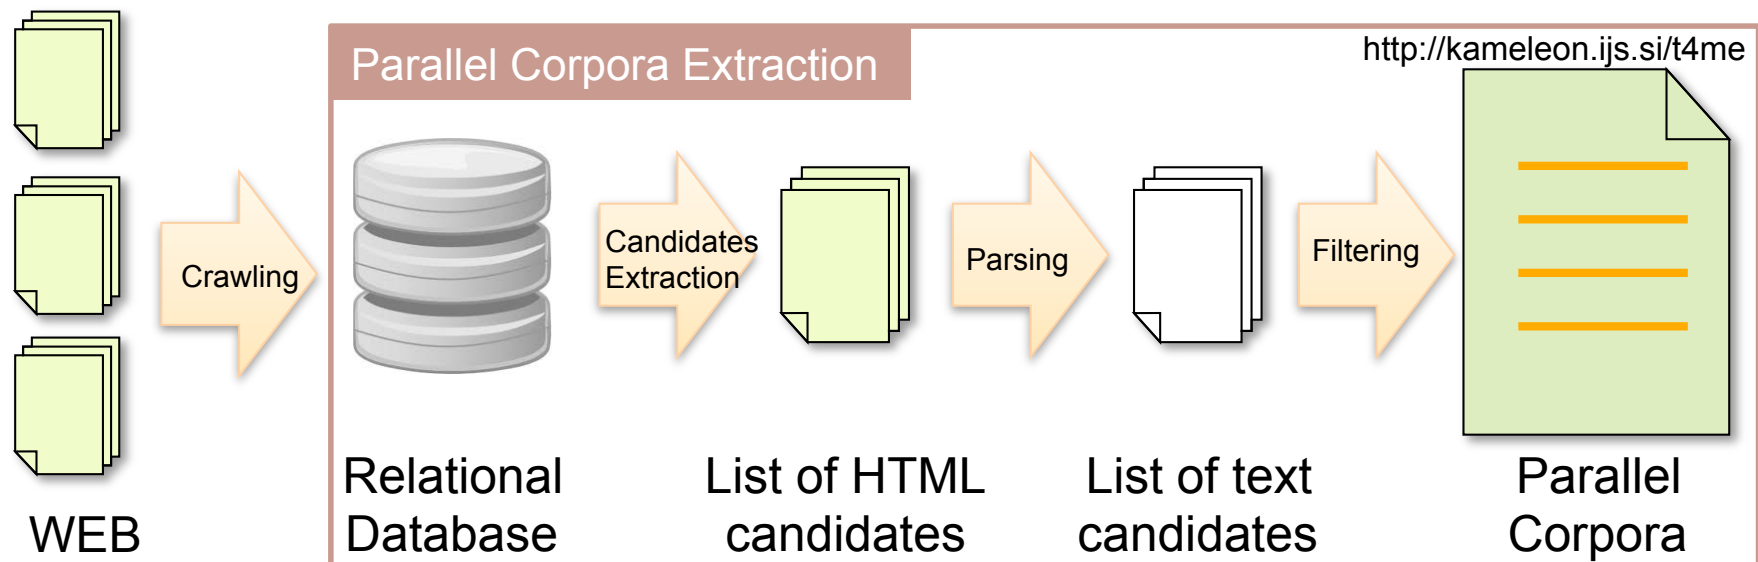 Parallel Corpora Extraction
http://kameleon.ijs.si/t4me
Crawling
Candidates
Extraction
Parsing
Filtering
WEB
Relational
Database
List of HTML
candidates
List of text
candidates
Parallel
Corpora